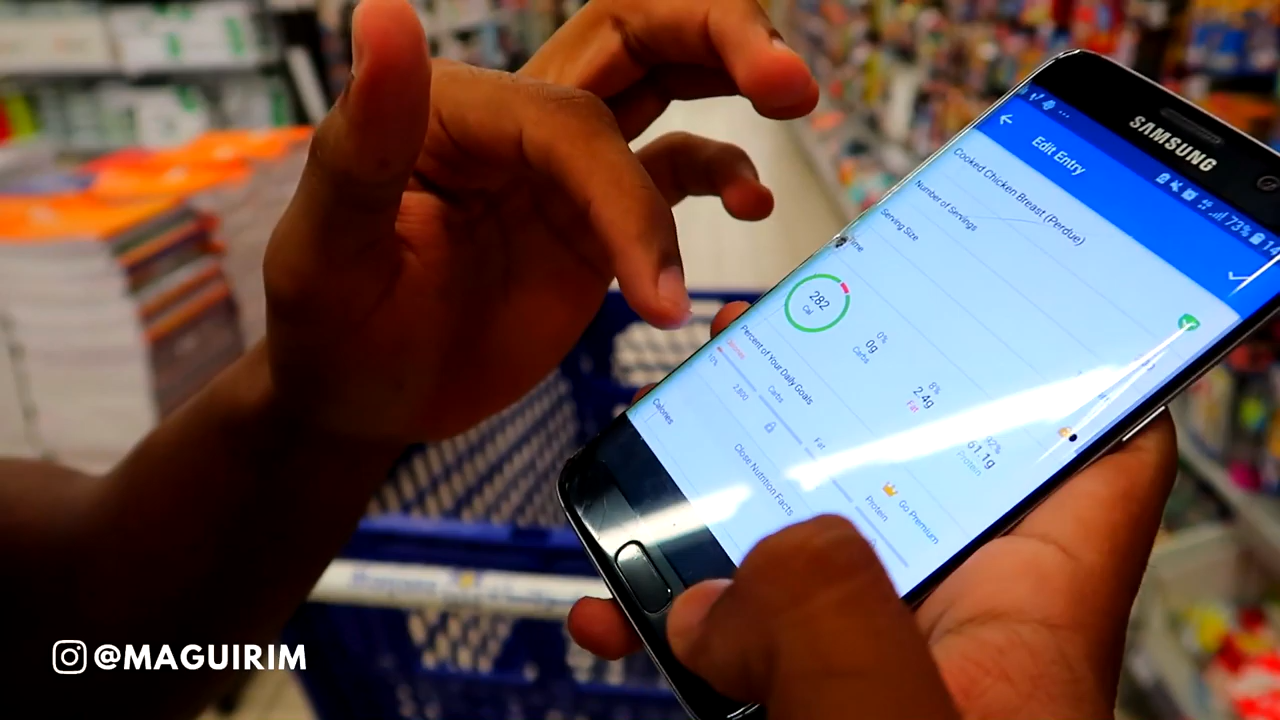 SAMSUNG
73%
Edit Entry
Cooked Chicken Breast (Perdue)
Number of Servings
Serving Size
282
Cal
0%
0g
Carbs
8%
2.4g
Fat
92%
61.1g
Protein
Percent of Your Daily Goals
Calories
10%
2,800
Carbs
Fat
Protein
Go Premium
Calories
Close Nutrition Facts
@MAGUIRIM